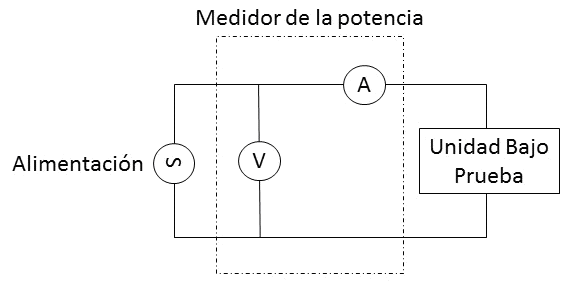 Medidor de la potencia
A
Alimentación
V
Unidad Bajo
Prueba